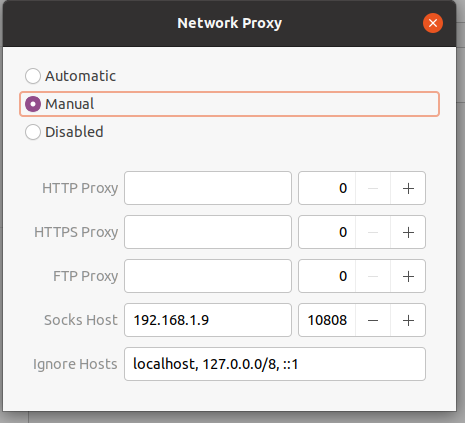 Network Proxy
Automatic
Manual
Disabled
HTTP Proxy 0 − +
HTTPS Proxy 0 − +
FTP Proxy 0 − +
Socks Host 192.168.1.9 10808 − +
Ignore Hosts localhost, 127.0.0.0/8, ::1